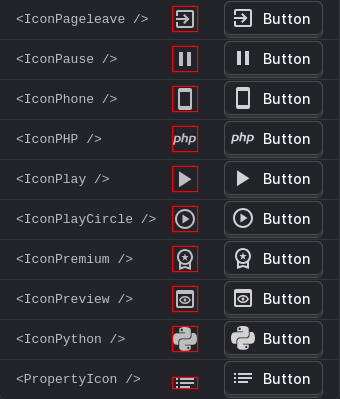 <IconPageleave /> Button
<IconPause /> Button
<IconPhone /> Button
<IconPHP /> php php Button
<IconPlay /> Button
<IconPlayCircle /> Button
<IconPremium /> Button
<IconPreview /> Button
<IconPython /> Button
<PropertyIcon /> Button